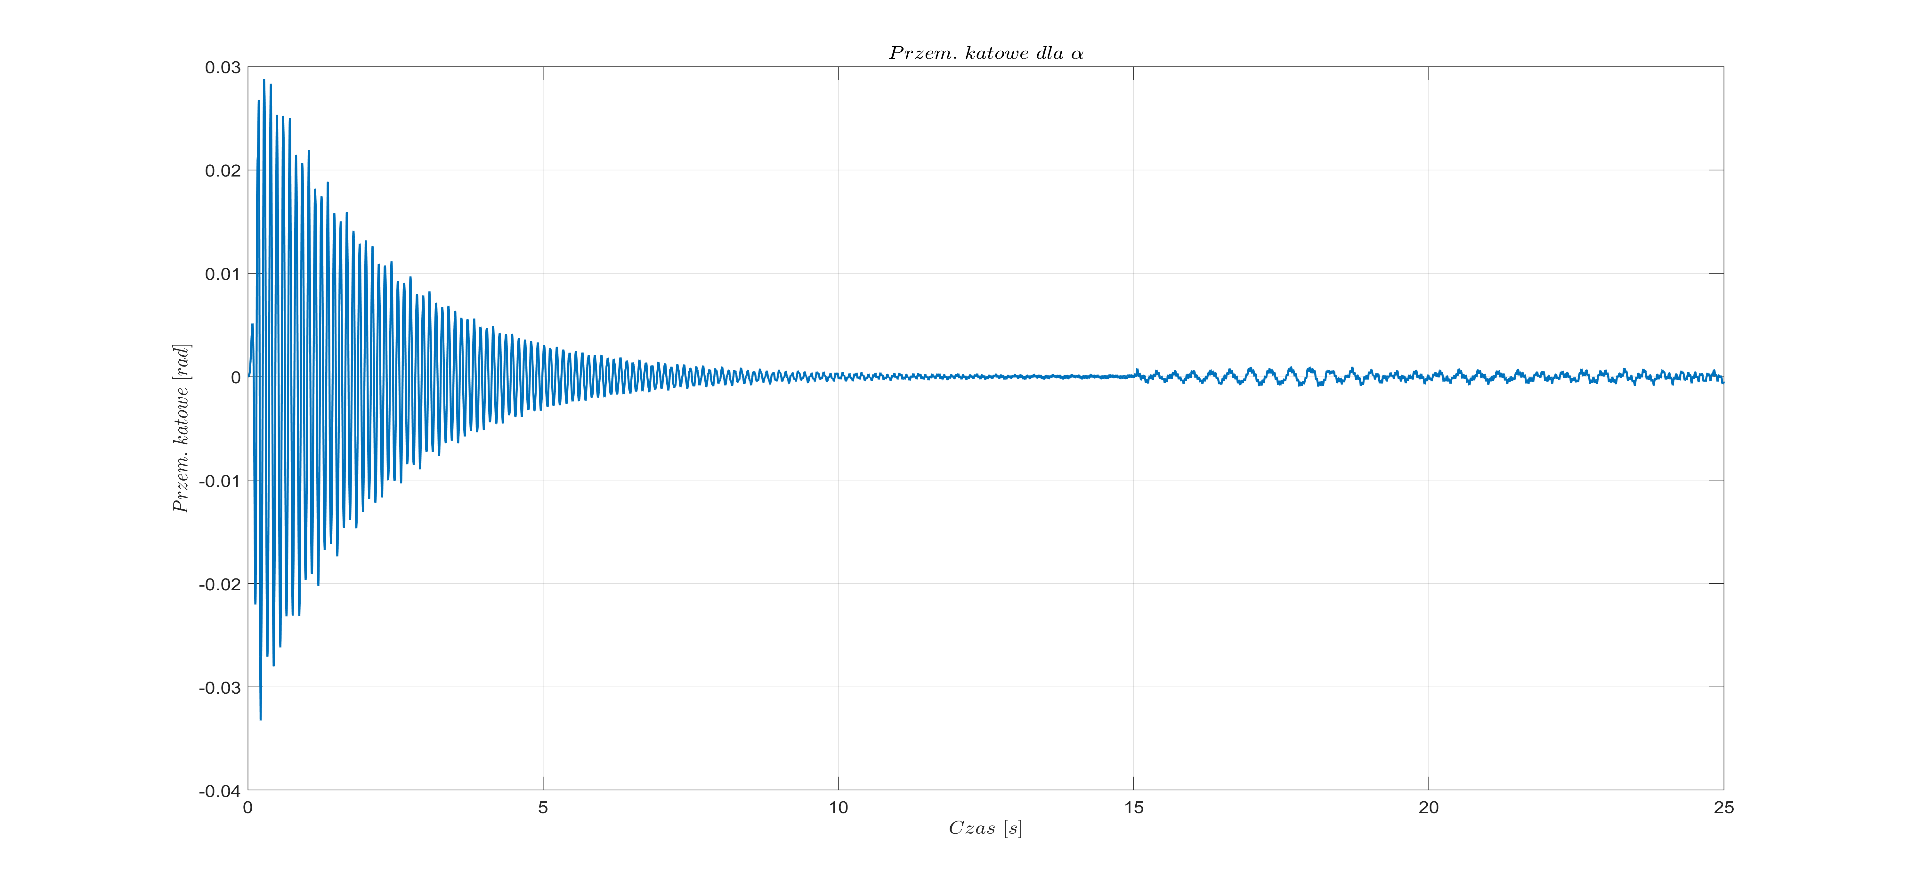 Przem. katowe dla α
0.03
0.02
0.01
0
-0.01
-0.02
-0.03
-0.04
Przem. katowe [rad]
0 5 10 15 20 25
Czas [s]